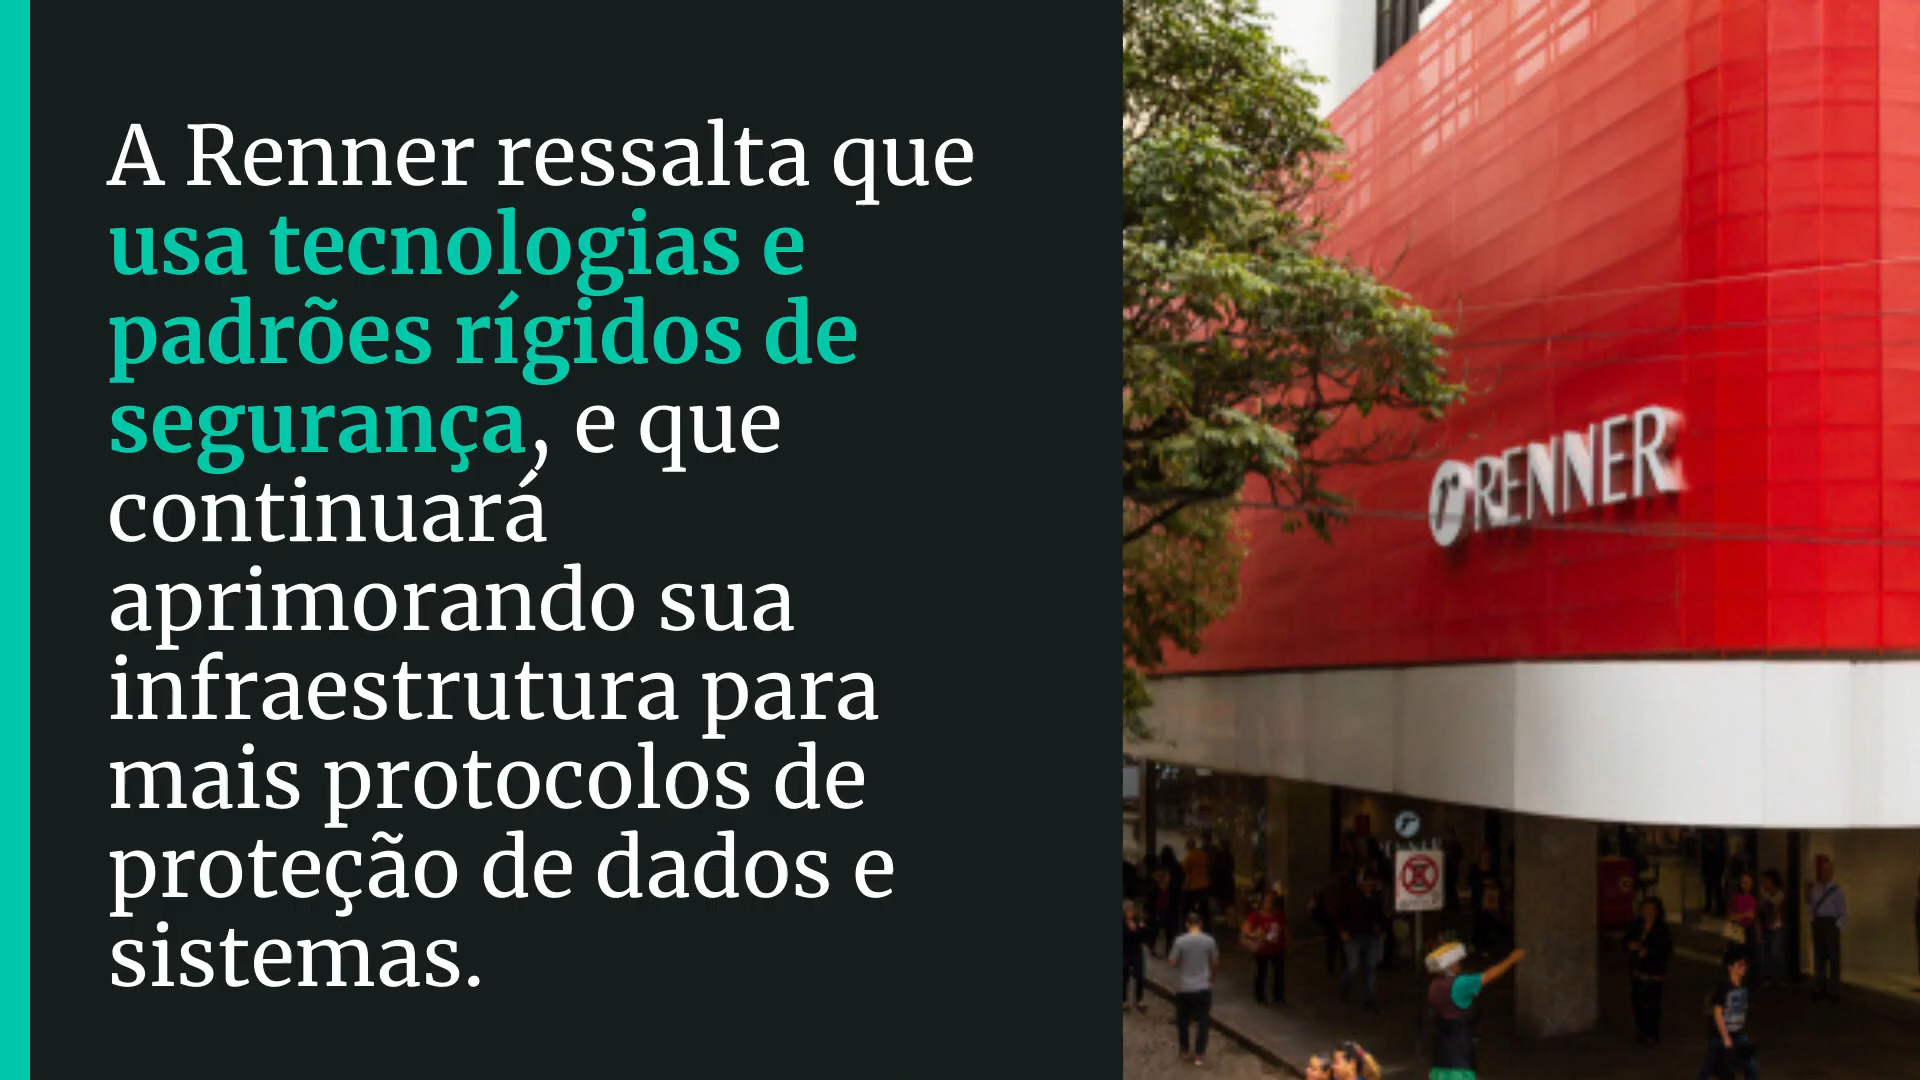 A Renner ressalta que
usa tecnologias e
padrões rígidos de
segurança, e que
continuará
aprimorando sua
infraestrutura para
mais protocolos de
proteção de dados e
sistemas.
RENNER